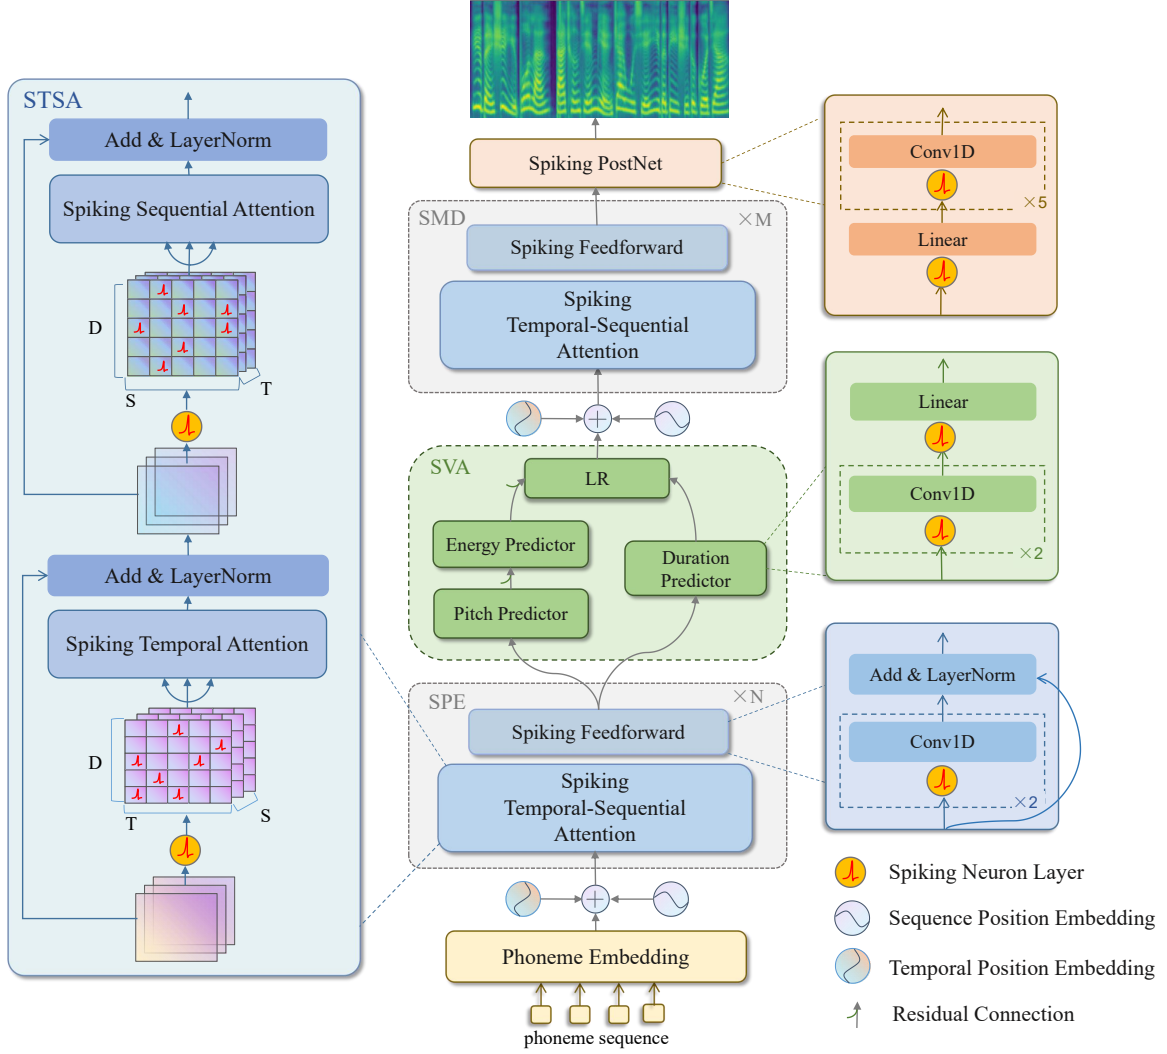 STSA
Add & LayerNorm
Spiking Sequential Attention
D
S
T
Add & LayerNorm
Spiking Temporal Attention
D
T
S
Spiking PostNet
SMD
×M
Spiking Feedforward
Spiking
Temporal-Sequential
Attention
SVA
LR
Energy Predictor
Pitch Predictor
Duration
Predictor
SPE
×N
Spiking Feedforward
Spiking
Temporal-Sequential
Attention
Phoneme Embedding
phoneme sequence
Conv1D
×5
Linear
Linear
Conv1D
×2
Add & LayerNorm
Conv1D
×2
Spiking Neuron Layer
Sequence Position Embedding
Temporal Position Embedding
Residual Connection